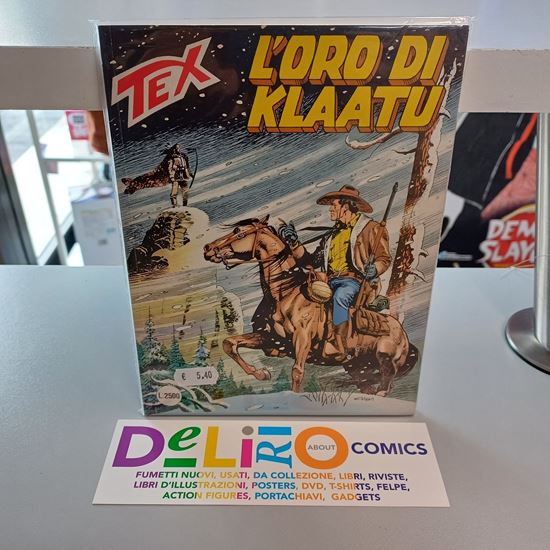 TEX
L'ORO DI
KLAATU
€ 5,40
L.2500
DELIRIO ABOUT COMICS
FUMETTI NUOVI, USATI, DA COLLEZIONE, LIBRI, RIVISTE,
LIBRI D'ILLUSTRAZIONI, POSTERS, DVD, T-SHIRTS, FELPE,
ACTION FIGURES, PORTACHIAVI, GADGETS
DEM
SLAY